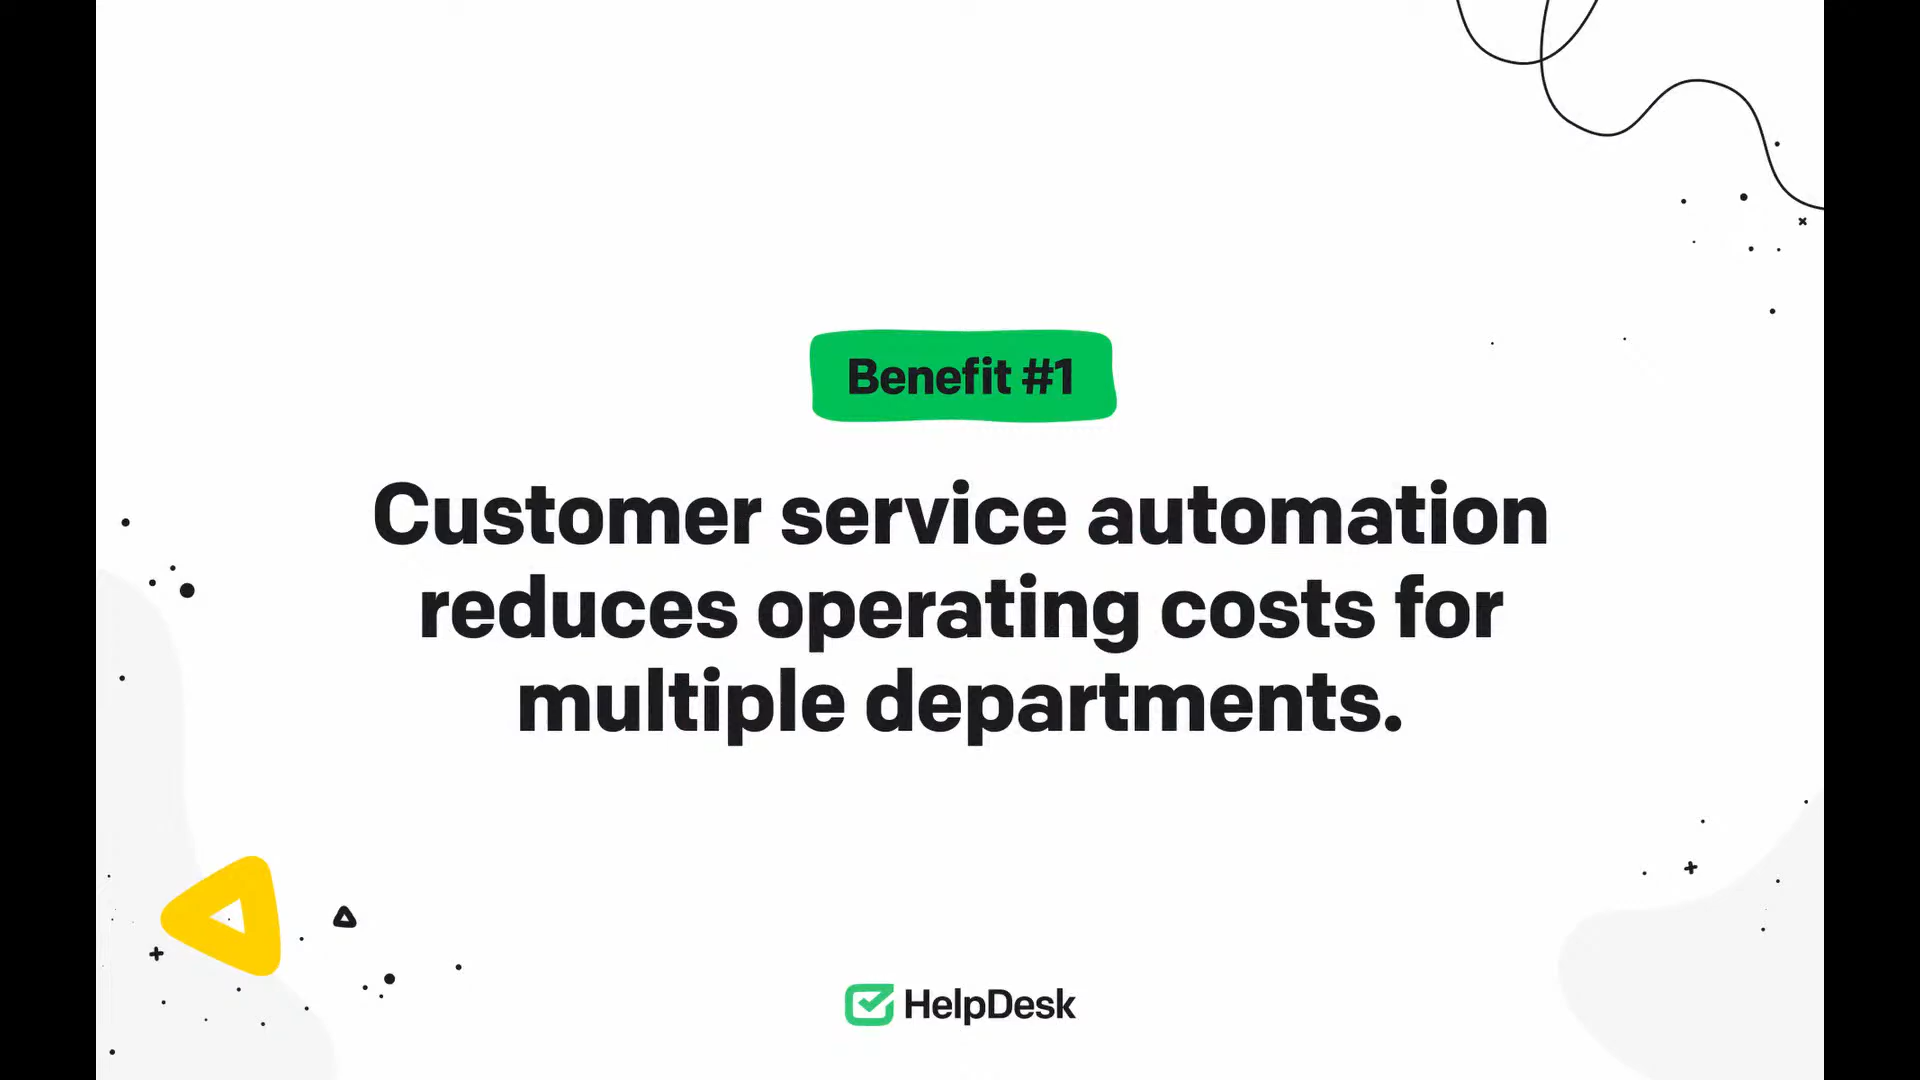 Benefit #1
Customer service automation
reduces operating costs for
multiple departments.
HelpDesk